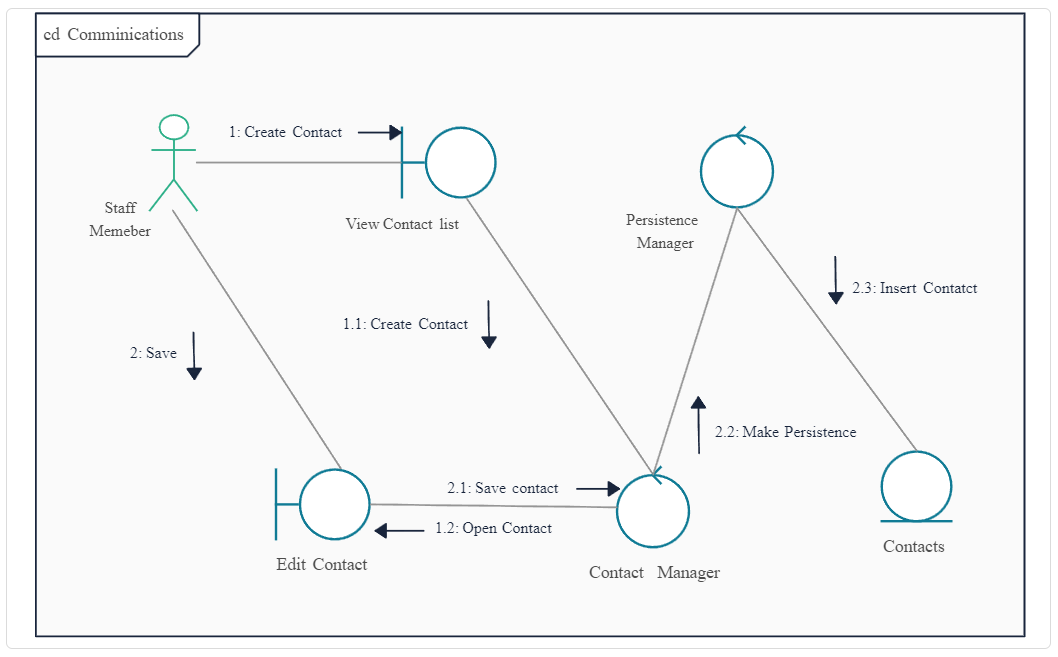 cd Comminications
1: Create Contact
Staff
Memeber
View Contact list
Persistence
Manager
2.3: Insert Contatct
1.1: Create Contact
2: Save
2.2: Make Persistence
2.1: Save contact
1.2: Open Contact
Contacts
Edit Contact
Contact Manager